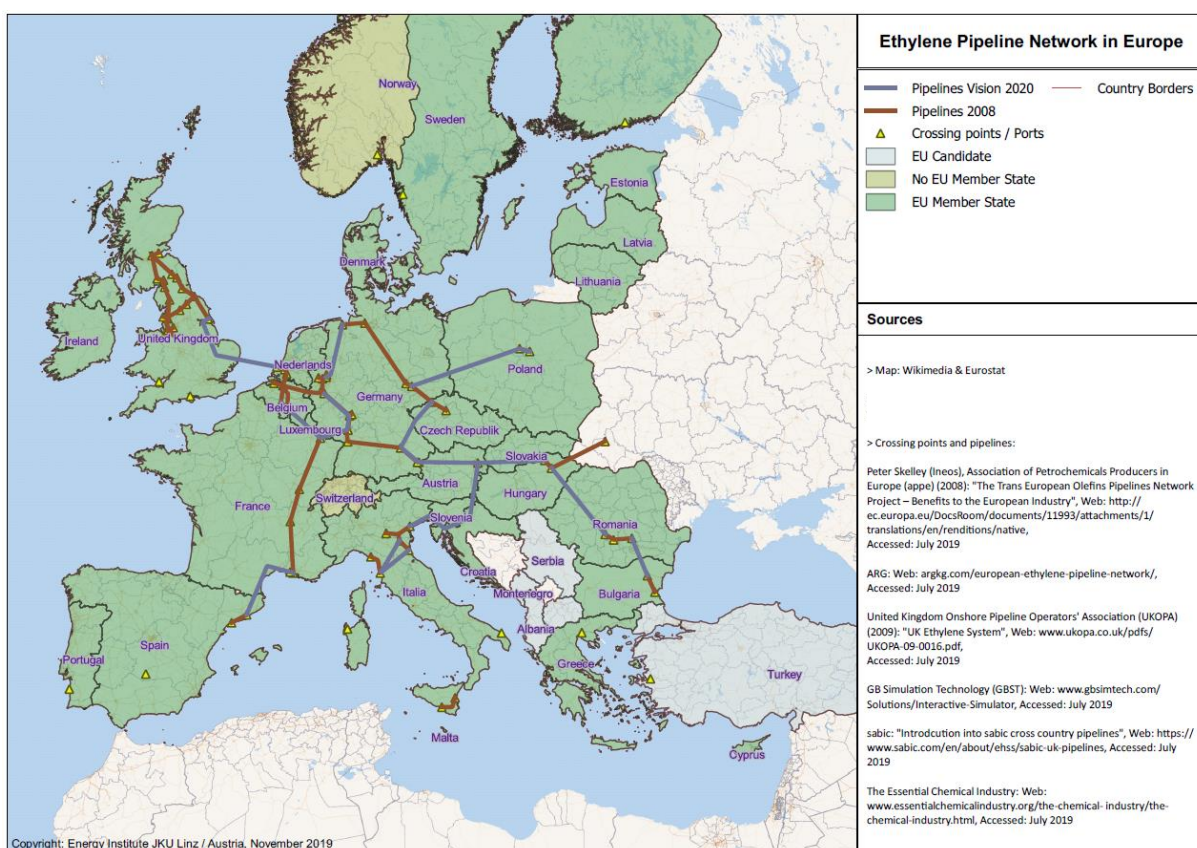 Ethylene Pipeline Network in Europe
Pipelines Vision 2020
Country Borders
Pipelines 2008
Crossing points / Ports
EU Candidate
No EU Member State
EU Member State
Sources
> Map: Wikimedia & Eurostat
> Crossing points and pipelines:
Peter Skelley (Ineos), Association of Petrochemicals Producers in
Europe (appe) (2008): "The Trans European Olefins Pipelines Network
Project – Benefits to the European Industry", Web: http://
ec.europa.eu/DocsRoom/documents/11993/attachments/1/
translations/en/renditions/native,
Accessed: July 2019
ARG: Web: argkg.com/european-ethylene-pipeline-network/,
Accessed: July 2019
United Kingdom Onshore Pipeline Operators' Association (UKOPA)
(2009): "UK Ethylene System", Web: www.ukopa.co.uk/pdfs/
UKOPA-09-0016.pdf,
Accessed: July 2019
GB Simulation Technology (GBST): Web: www.gbsimtech.com/
Solutions/Interactive-Simulator, Accessed: July 2019
sabic: "Introdcution into sabic cross country pipelines", Web: https://
www.sabic.com/en/about/ehss/sabic-uk-pipelines, Accessed: July
2019
The Essential Chemical Industry: Web:
www.essentialchemicalindustry.org/the-chemical- industry/the-
chemical-industry.html, Accessed: July 2019
Norway
Sweden
Estonia
Latvia
Denmark
Lithuania
Ireland
United Kingdom
Nederlands
Poland
Germany
Belgium
Luxembourg
Czech Republik
Slovakia
Austria
Switzerland
Hungary
France
Slovenia
Romania
Serbia
Croatia
Italia
Montenegro
Bulgaria
Albania
Spain
Portugal
Greece
Turkey
Malta
Cyprus
Copyright: Energy Institute JKU Linz / Austria, November 2019